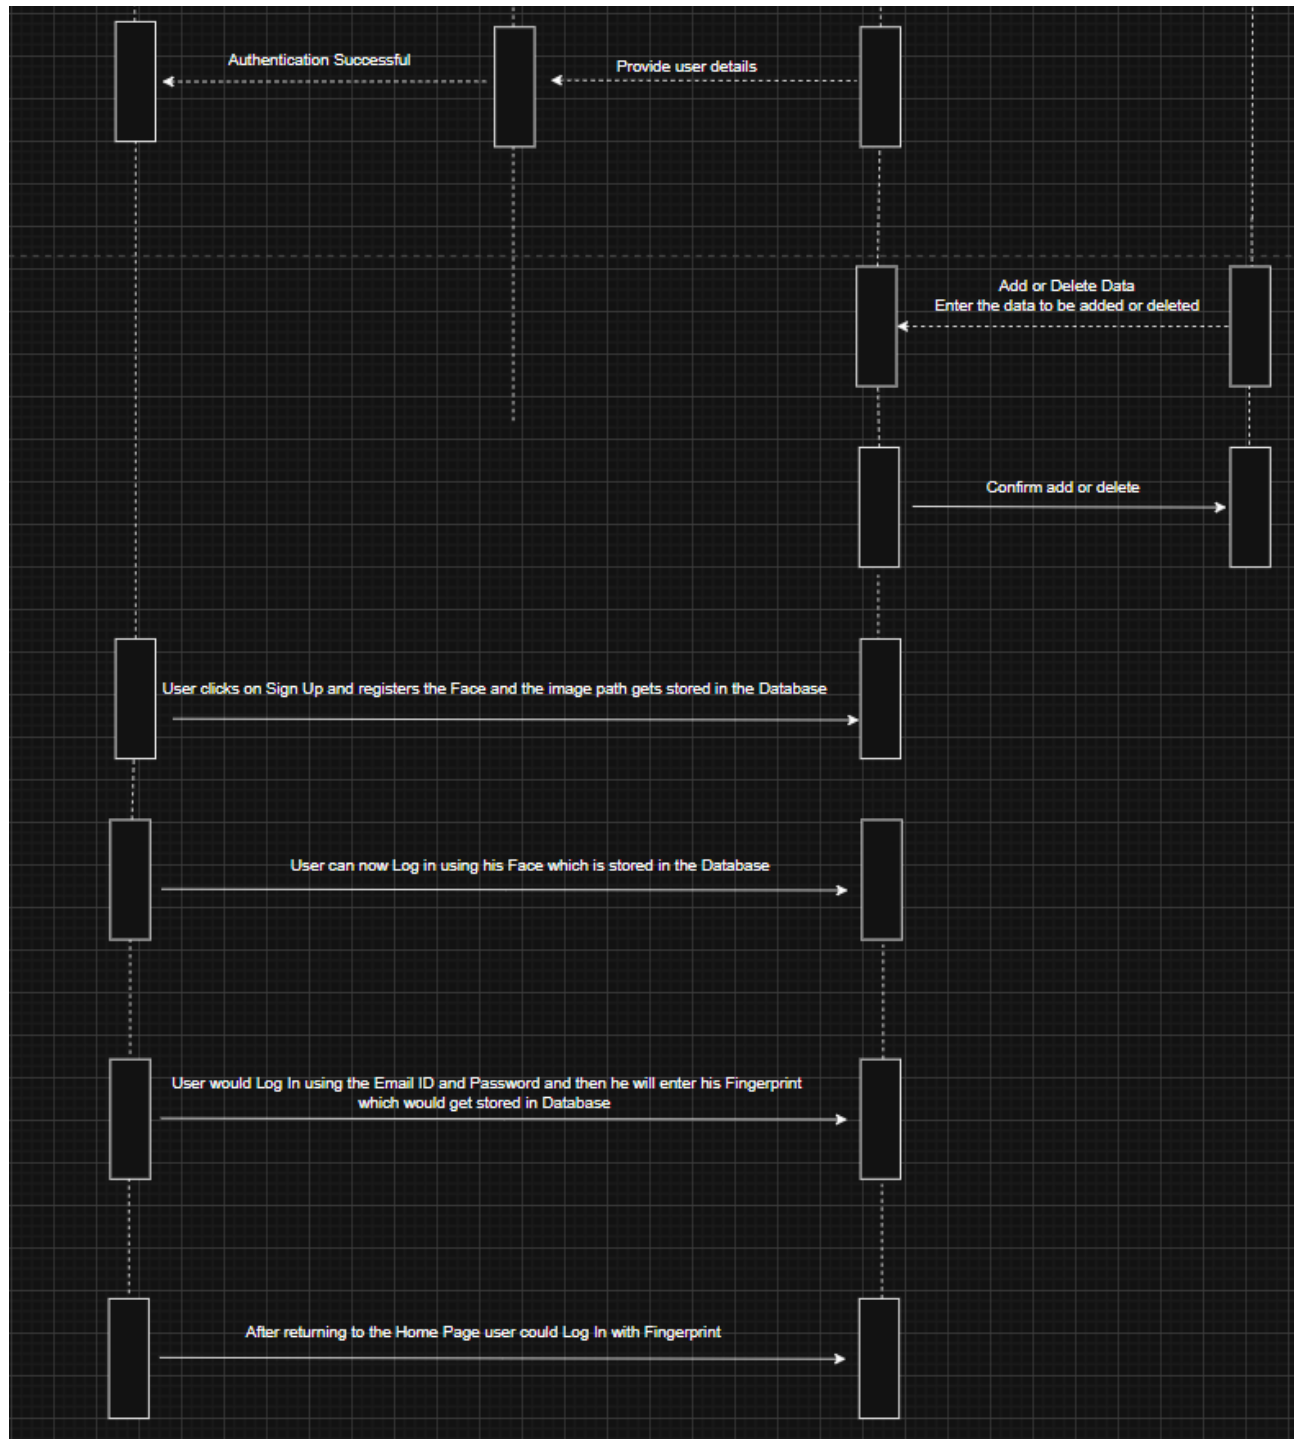 Authentication Successful
Provide user details
Add or Delete Data
Enter the data to be added or deleted
Confirm add or delete
User clicks on Sign Up and registers the Face and the image path gets stored in the Database
User can now Log in using his Face which is stored in the Database
User would Log In using the Email ID and Password and then he will enter his Fingerprint
which would get stored in Database
After returning to the Home Page user could Log In with Fingerprint